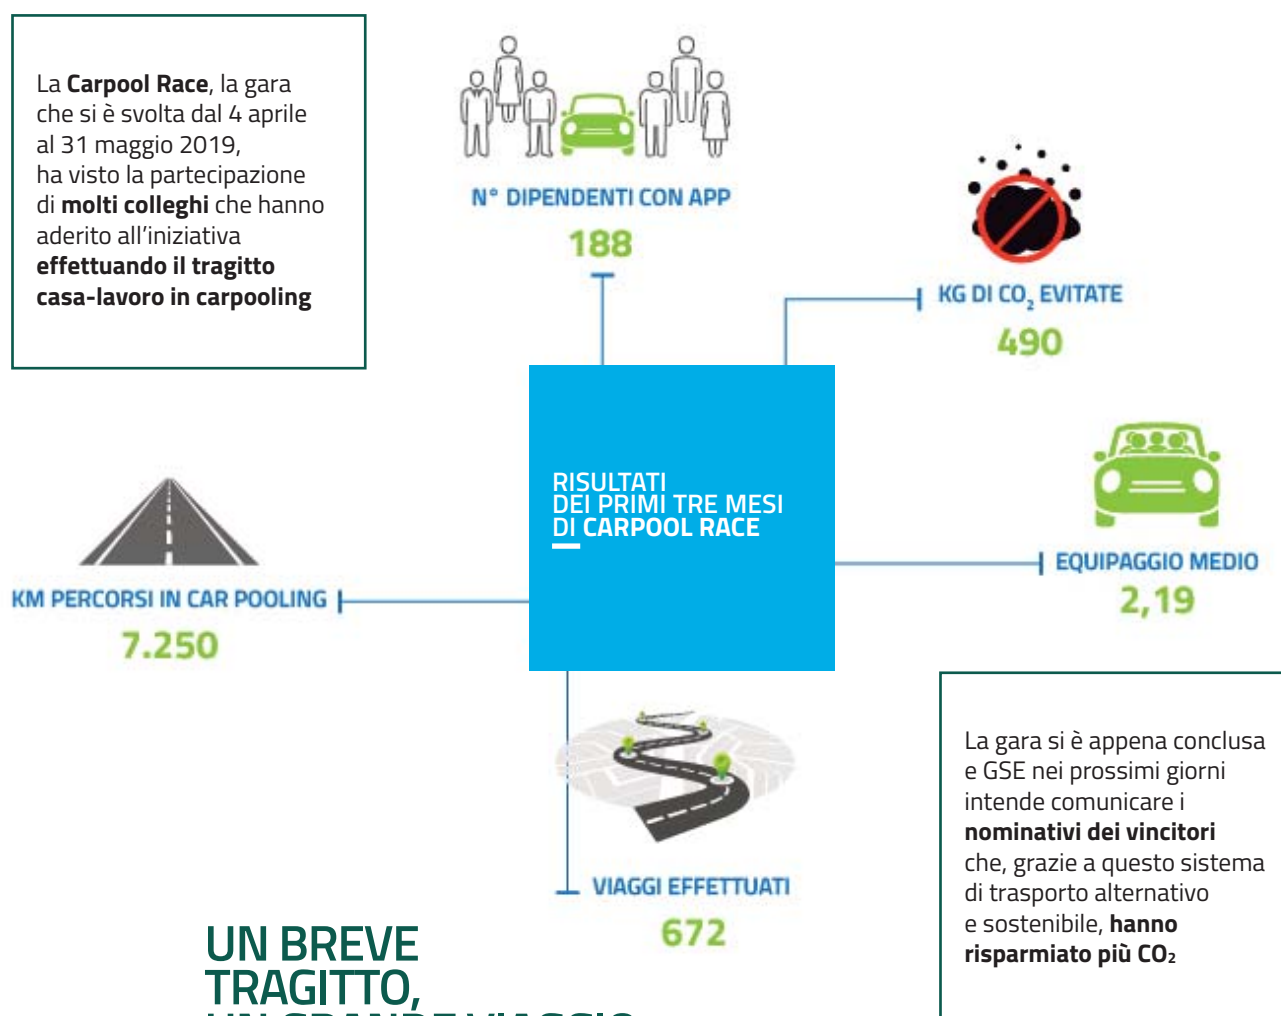 La Carpool Race, la gara
che si è svolta dal 4 aprile
al 31 maggio 2019,
ha visto la partecipazione
di molti colleghi che hanno
aderito all'iniziativa
effettuando il tragitto
casa-lavoro in carpooling
N° DIPENDENTI CON APP
188
KG DI CO₂ EVITATE
490
RISULTATI
DEI PRIMI TRE MESI
DI CARPOOL RACE
EQUIPAGGIO MEDIO
2,19
KM PERCORSI IN CAR POOLING
7.250
VIAGGI EFFETTUATI
672
La gara si è appena conclusa
e GSE nei prossimi giorni
intende comunicare i
nominativi dei vincitori
che, grazie a questo sistema
di trasporto alternativo
e sostenibile, hanno
risparmiato più CO₂
UN BREVE
TRAGITTO,
UN GRANDE VIAGGIO